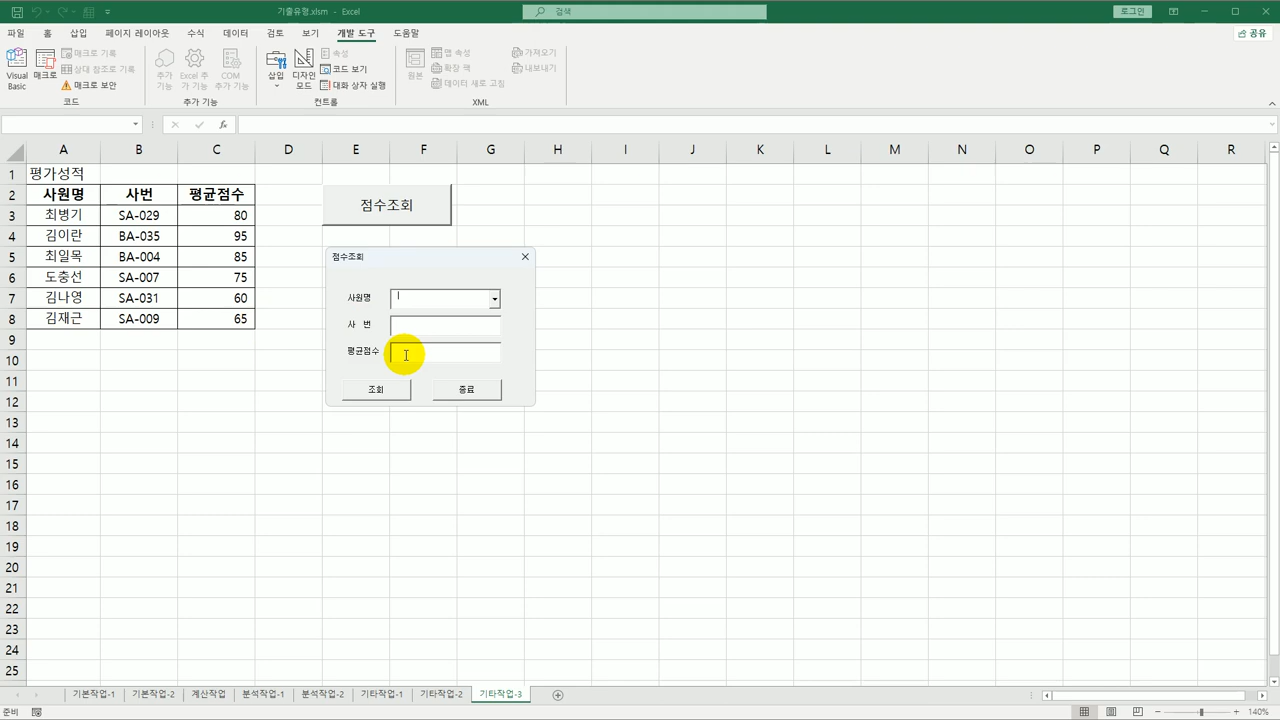 기출유형.xlsm - Excel
검색
로그인
파일 홈 삽입 페이지 레이아웃 수식 데이터 검토 보기 개발 도구 도움말
공유
Visual Basic
매크로
매크로 기록
상대 참조로 기록
매크로 보안
코드
추가 기능
Excel 추가 기능
COM 추가 기능
추가 기능
삽입
디자인 모드
속성
코드 보기
대화 상자 실행
컨트롤
원본
맵 속성
확장 팩
데이터 새로 고침
가져오기
내보내기
XML
fx
A B C D E F G H I J K L M N O P Q R
1 평가성적
2 사원명 사번 평균점수
3 최병기 SA-029 80
4 김이란 BA-035 95
5 최일목 BA-004 85
6 도충선 SA-007 75
7 김나영 SA-031 60
8 김재근 SA-009 65
9
10
11
12
13
14
15
16
17
18
19
20
21
22
23
24
25
점수조회
점수조회
사원명
사 번
평균점수
조회 종료
기본작업-1 기본작업-2 계산작업 분석작업-1 분석작업-2 기타작업-1 기타작업-2 기타작업-3
준비
140%